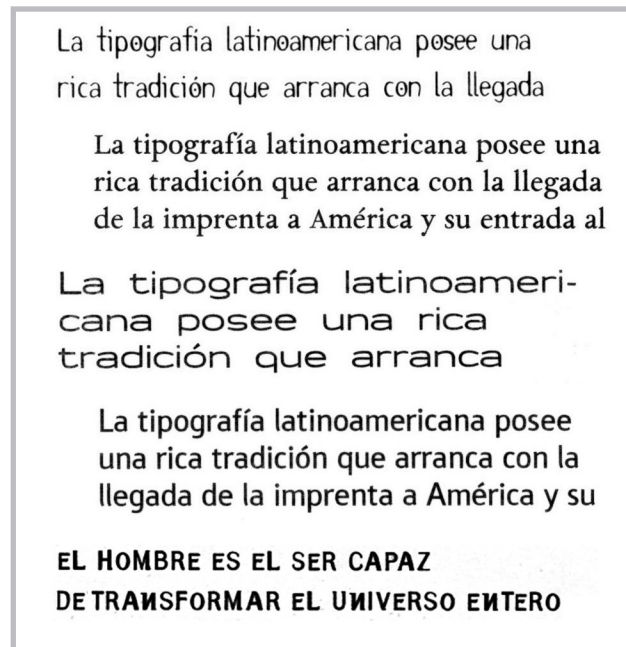 La tipografia latinoamericana posee una
rica tradición que arranca con la llegada
La tipografía latinoamericana posee una
rica tradición que arranca con la llegada
de la imprenta a América y su entrada al
La tipografía latinoameri-
cana posee una rica
tradición que arranca
La tipografía latinoamericana posee
una rica tradición que arranca con la
llegada de la imprenta a América y su
EL HOMBRE ES EL SER CAPAZ
DE TRANSFORMAR EL UNIVERSO ENTERO